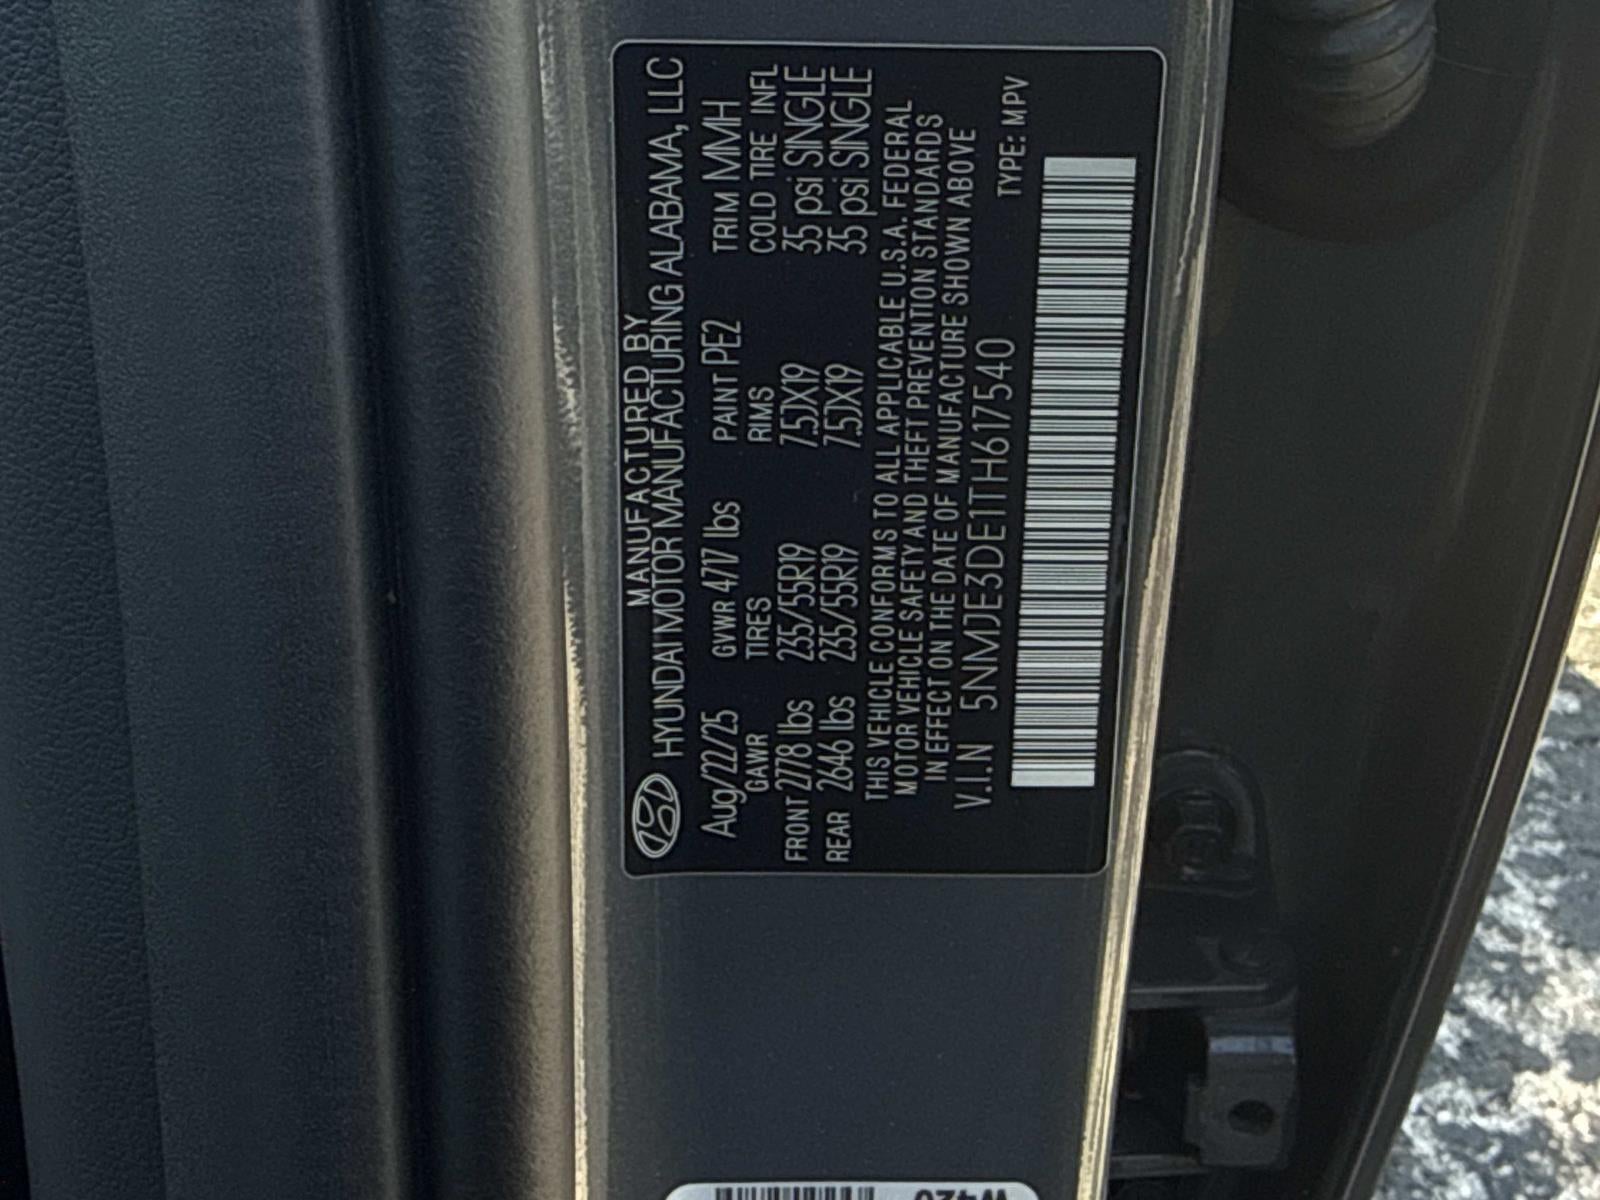 MANUFACTURED BY
HYUNDAI MOTOR MANUFACTURING ALABAMA, LLC
Aug/22/25 GVWR 4717 lbs PAINT PE2 TRIM MMH
GAWR TIRES RIMS COLD TIRE INFL
FRONT 2778 lbs 235/55R19 7.5JX19 35 psi SINGLE
REAR 2646 lbs 235/55R19 7.5JX19 35 psi SINGLE
THIS VEHICLE CONFORMS TO ALL APPLICABLE U.S.A. FEDERAL
MOTOR VEHICLE SAFETY AND THEFT PREVENTION STANDARDS
IN EFFECT ON THE DATE OF MANUFACTURE SHOWN ABOVE
V.I.N 5NMJE3DE1TH617540
TYPE: MPV